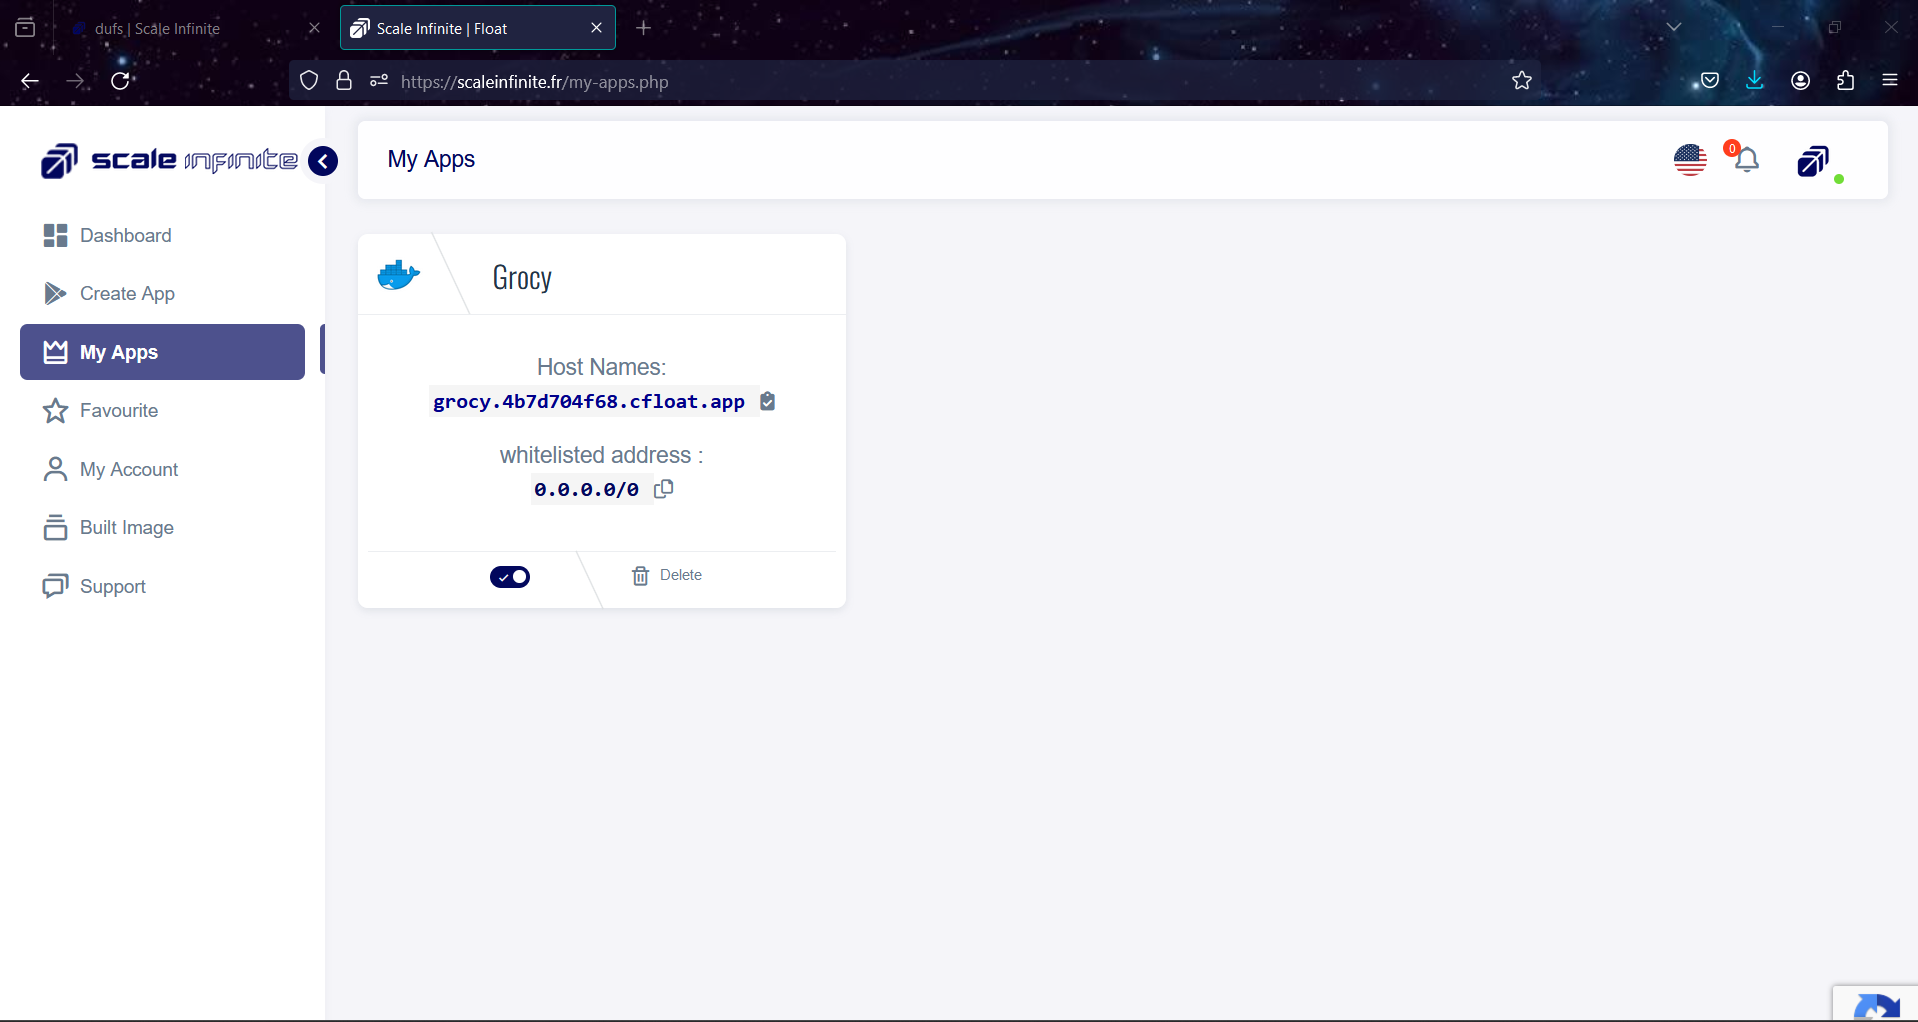 dufs | Scale Infinite
Scale Infinite | Float
https://scaleinfinite.fr/my-apps.php
scale infinite
My Apps
0
Dashboard
Create App
My Apps
Favourite
My Account
Built Image
Support
Grocy
Host Names:
grocy.4b7d704f68.cfloat.app
whitelisted address :
0.0.0.0/0
Delete